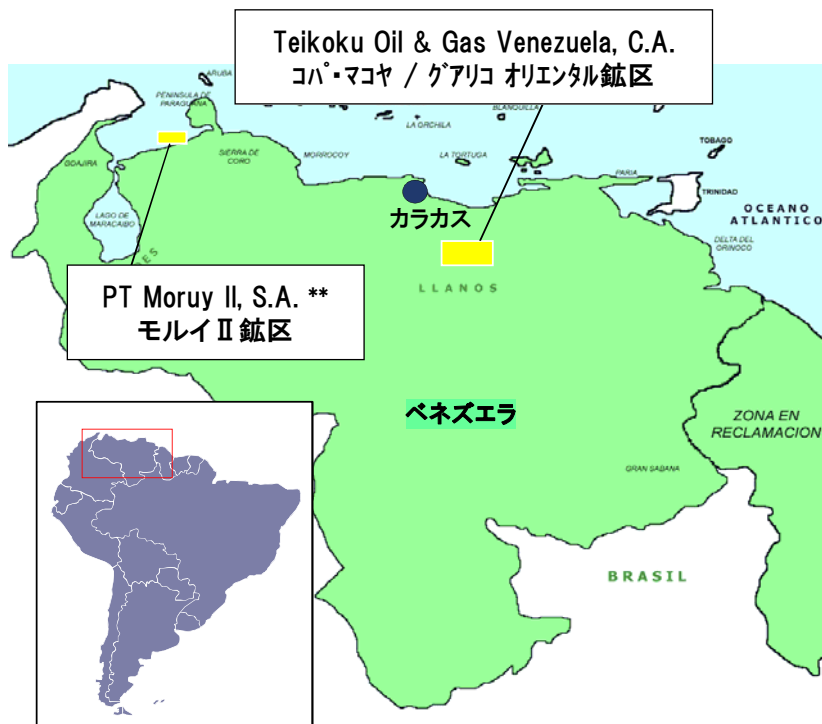 Teikoku Oil & Gas Venezuela, C.A.
コパ・マコヤ / グアリコ オリエンタル鉱区
ARUBA
PENINSULA DE
PARAGUANA
BLANQUILLA
LA ORCHILA
TOBAGO
GOAJIRA
SIERRA DE
CORO
MORROCOY
LA TORTUGA
PARIA
TRINIDAD
OCEANO
ATLANTICO
カラカス
LAGO DE
MARACAIBO
DELTA DEL
ORINOCO
ES
LLANOS
PT Moruy II, S.A. **
モルイⅡ鉱区
ベネズエラ
ZONA EN
RECLAMACION
GRAN SABANA
BRASIL